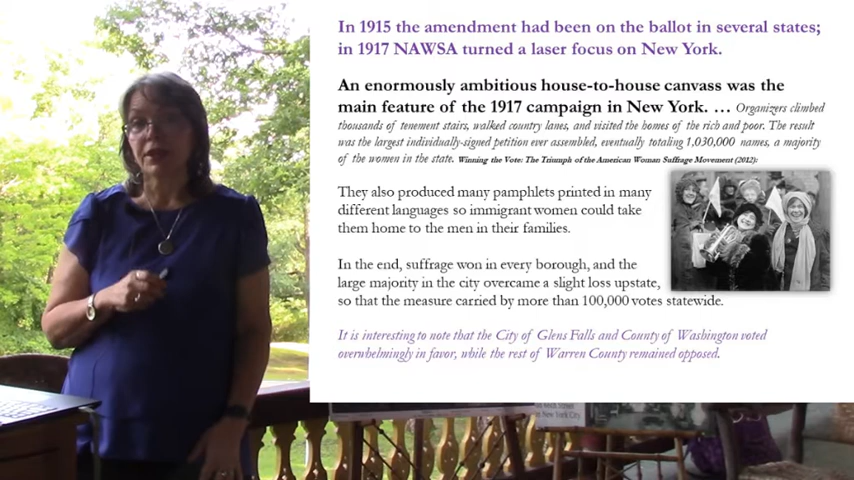 In 1915 the amendment had been on the ballot in several states;
in 1917 NAWSA turned a laser focus on New York.
An enormously ambitious house-to-house canvass was the
main feature of the 1917 campaign in New York. … Organizers climbed
thousands of tenement stairs, walked country lanes, and visited the homes of the rich and poor. The result
was the largest individually-signed petition ever assembled, eventually totaling 1,030,000 names, a majority
of the women in the state. Winning the Vote: The Triumph of the American Woman Suffrage Movement (2012):
They also produced many pamphlets printed in many
different languages so immigrant women could take
them home to the men in their families.
In the end, suffrage won in every borough, and the
large majority in the city overcame a slight loss upstate,
so that the measure carried by more than 100,000 votes statewide.
It is interesting to note that the City of Glens Falls and County of Washington voted
overwhelmingly in favor, while the rest of Warren County remained opposed.
in New York City